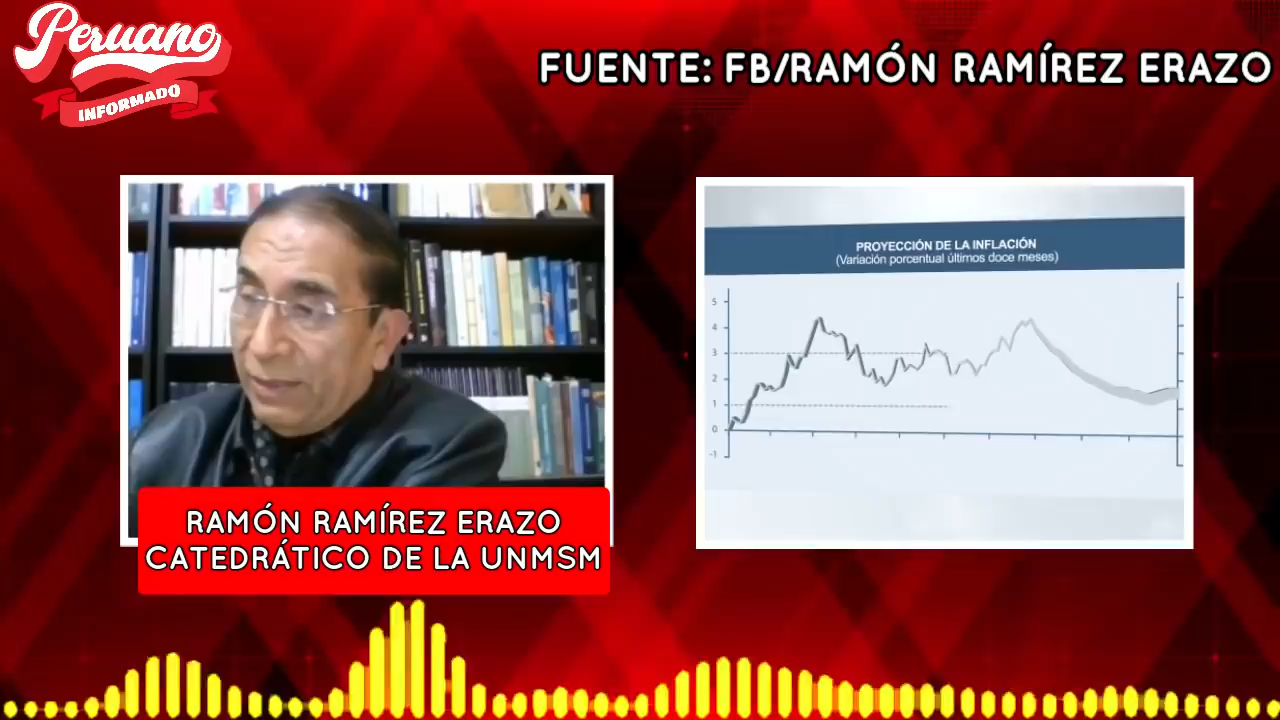 Peruano
INFORMADO
FUENTE: FB/RAMÓN RAMÍREZ ERAZO
PROYECCIÓN DE LA INFLACIÓN
(Variación porcentual últimos doce meses)
5
4
3
2
1
0
-1
RAMÓN RAMÍREZ ERAZO
CATEDRÁTICO DE LA UNMSM